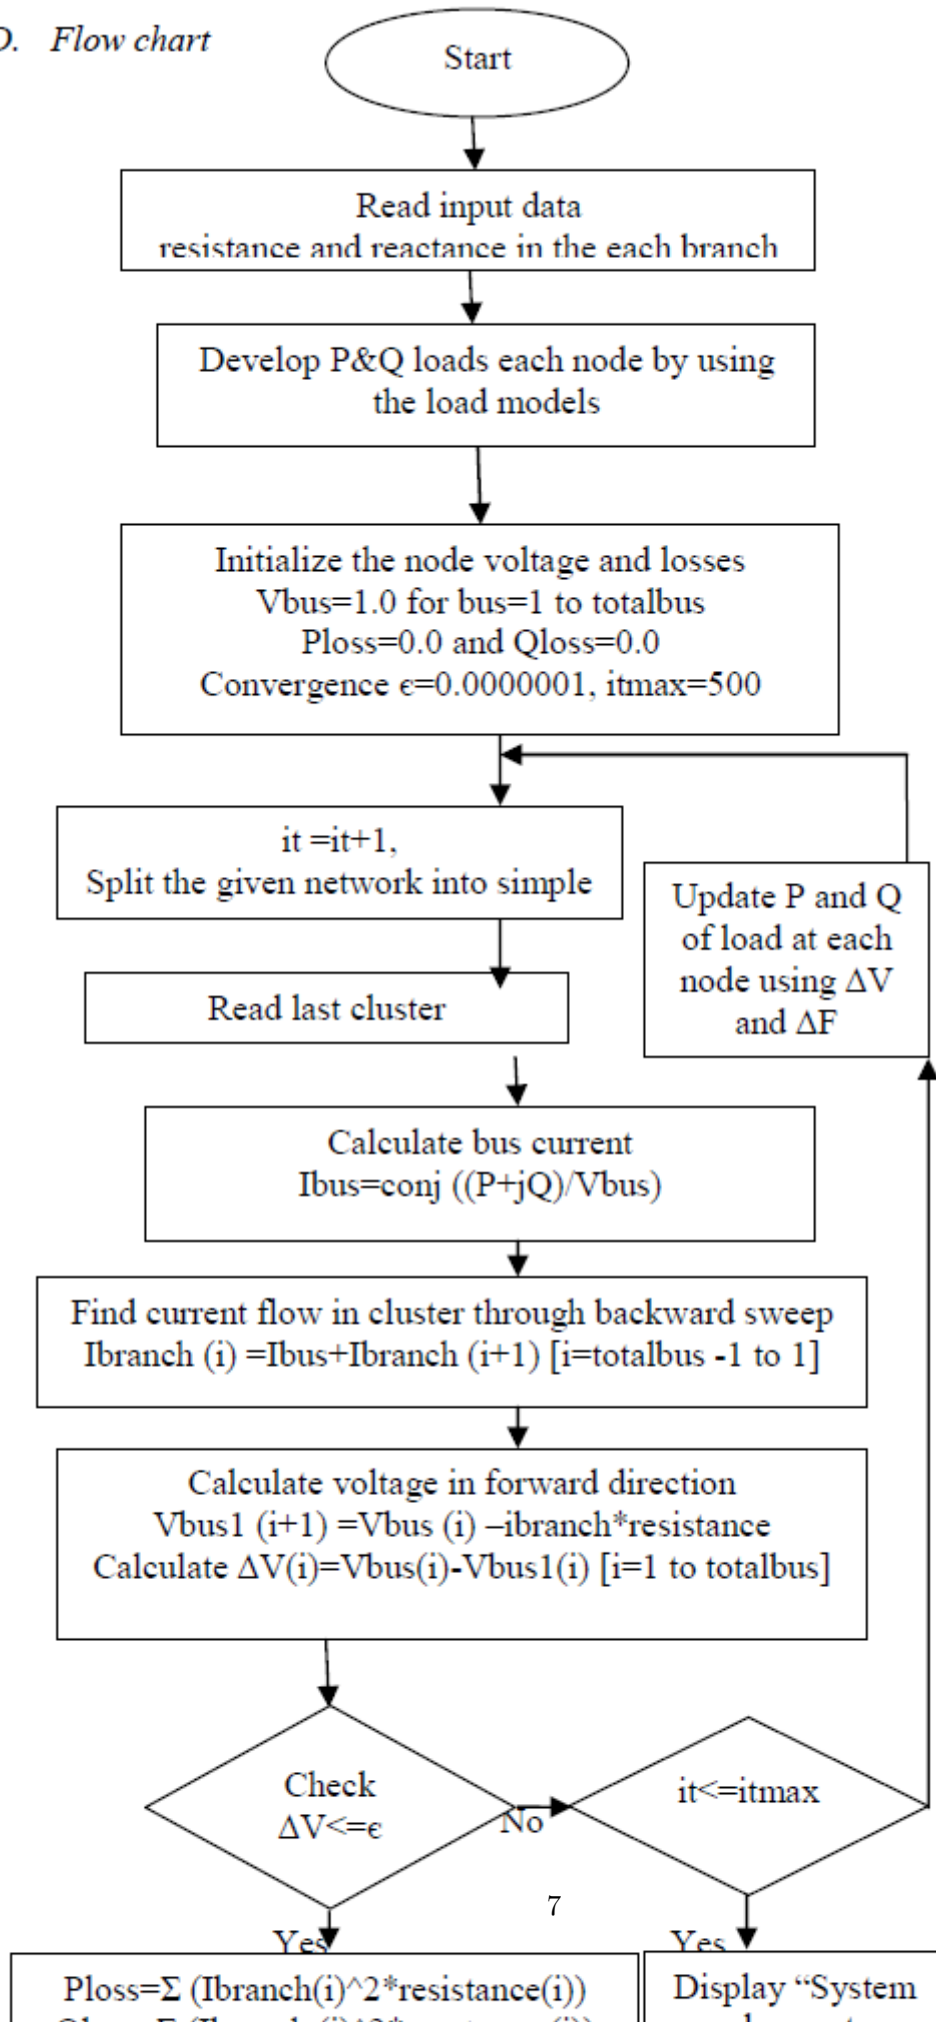 D. Flow chart
Start
Read input data
resistance and reactance in the each branch
Develop P&Q loads each node by using
the load models
Initialize the node voltage and losses
Vbus=1.0 for bus=1 to totalbus
Ploss=0.0 and Qloss=0.0
Convergence ϵ=0.0000001, itmax=500
it =it+1,
Split the given network into simple
Update P and Q
of load at each
node using ΔV
and ΔF
Read last cluster
Calculate bus current
Ibus=conj ((P+jQ)/Vbus)
Find current flow in cluster through backward sweep
Ibranch (i) =Ibus+Ibranch (i+1) [i=totalbus -1 to 1]
Calculate voltage in forward direction
Vbus1 (i+1) =Vbus (i) –ibranch*resistance
Calculate ΔV(i)=Vbus(i)-Vbus1(i) [i=1 to totalbus]
Check
ΔV<=ϵ
No
it<=itmax
7
Yes
Yes
Ploss=Σ (Ibranch(i)^2*resistance(i))
Display “System